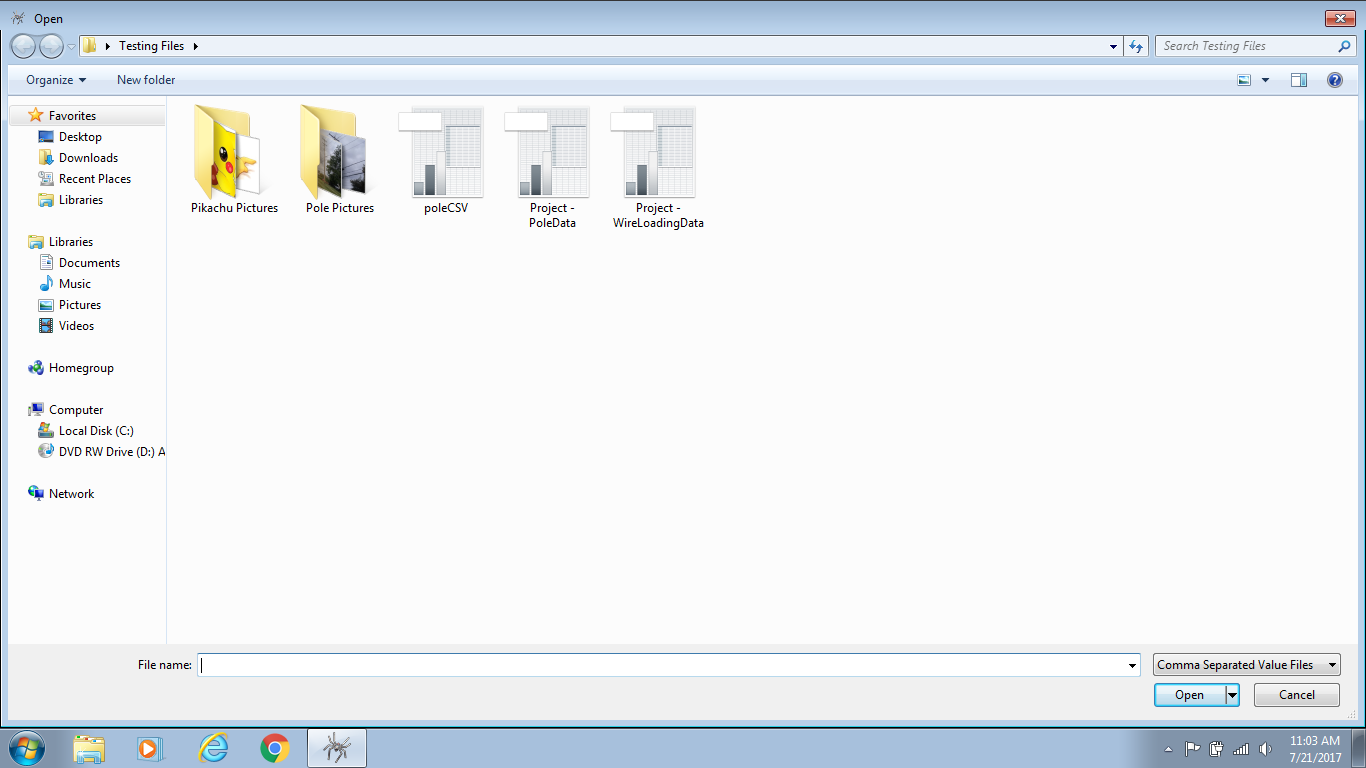 Open
Testing Files
Search Testing Files
Organize
New folder
Favorites
Desktop
Downloads
Recent Places
Libraries
Libraries
Documents
Music
Pictures
Videos
Homegroup
Computer
Local Disk (C:)
DVD RW Drive (D:) A
Network
Pikachu Pictures
Pole Pictures
poleCSV
Project -
PoleData
Project -
WireLoadingData
File name:
Comma Separated Value Files
Open
Cancel
11:03 AM
7/21/2017